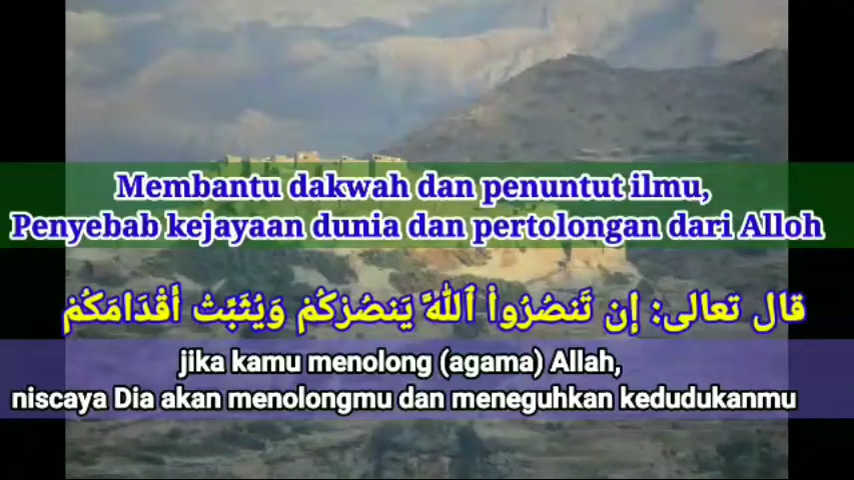 Membantu dakwah dan penuntut ilmu,
Penyebab kejayaan dunia dan pertolongan dari Alloh
قال تعالى: إن تَنصُرُواْ ٱللَّهَ يَنصُرْكُمْ وَيُثَبِّتْ أَقْدَامَكُمْ
jika kamu menolong (agama) Allah,
niscaya Dia akan menolongmu dan meneguhkan kedudukanmu